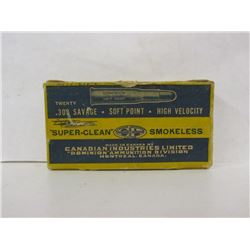 TWENTY
.303 SAVAGE • SOFT POINT • HIGH VELOCITY
"SUPER-CLEAN" CIL SMOKELESS
MADE IN CANADA BY
CANADIAN INDUSTRIES LIMITED
"DOMINION" AMMUNITION DIVISION
MONTREAL, CANADA.